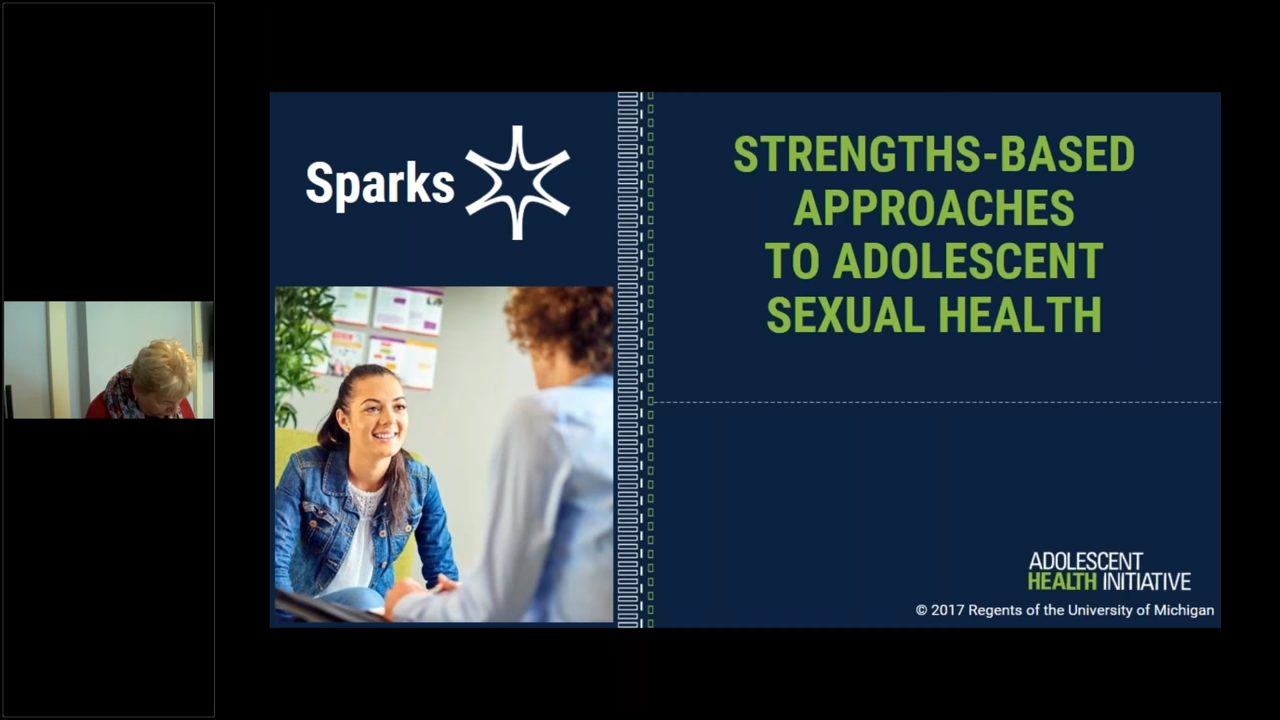 Sparks
STRENGTHS-BASED
APPROACHES
TO ADOLESCENT
SEXUAL HEALTH
ADOLESCENT
HEALTH INITIATIVE
© 2017 Regents of the University of Michigan